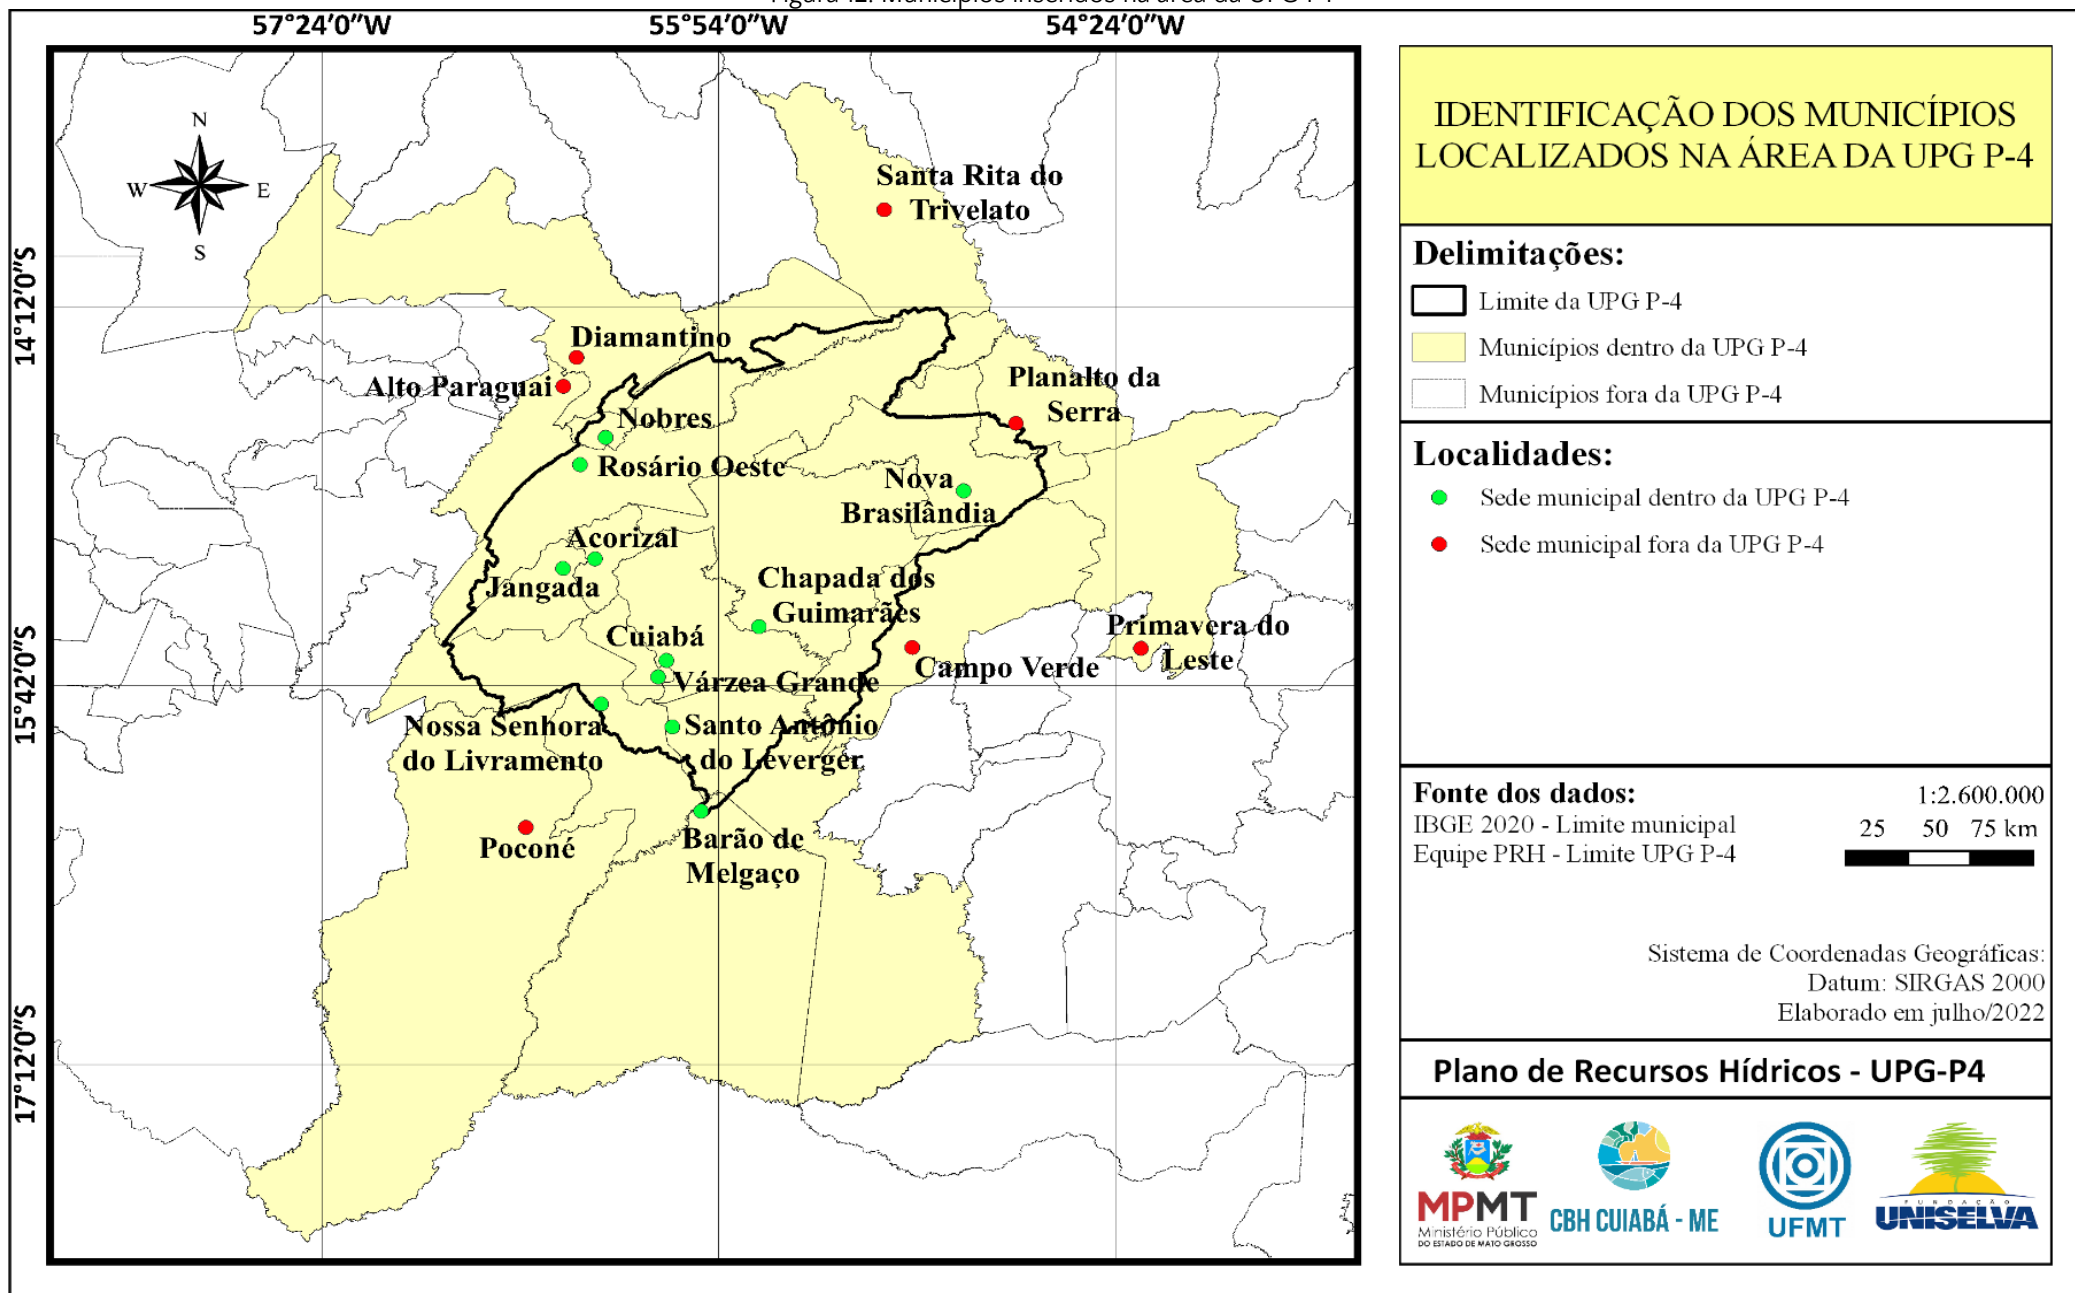 57°24'0"W
55°54'0"W
54°24'0"W
14°12'0"S
15°42'0"S
17°12'0"S
N
W
E
S
Santa Rita do
Trivelato
Diamantino
Alto Paraguai
Nobres
Rosário Oeste
Planalto da
Serra
Nova
Brasilândia
Acorizal
Jangada
Chapada dos
Guimarães
Cuiabá
Várzea Grande
Campo Verde
Primavera do
Leste
Nossa Senhora
do Livramento
Santo Antônio
do Leverger
Poconé
Barão de
Melgaço
IDENTIFICAÇÃO DOS MUNICÍPIOS
LOCALIZADOS NA ÁREA DA UPG P-4
Delimitações:
Limite da UPG P-4
Municípios dentro da UPG P-4
Municípios fora da UPG P-4
Localidades:
Sede municipal dentro da UPG P-4
Sede municipal fora da UPG P-4
Fonte dos dados:
IBGE 2020 - Limite municipal
Equipe PRH - Limite UPG P-4
1:2.600.000
25 50 75 km
Sistema de Coordenadas Geográficas:
Datum: SIRGAS 2000
Elaborado em julho/2022
Plano de Recursos Hídricos - UPG-P4
MPMT
Ministério Público
DO ESTADO DE MATO GROSSO
CBH CUIABÁ - ME
UFMT
FUNDAÇÃO
UNISELVA